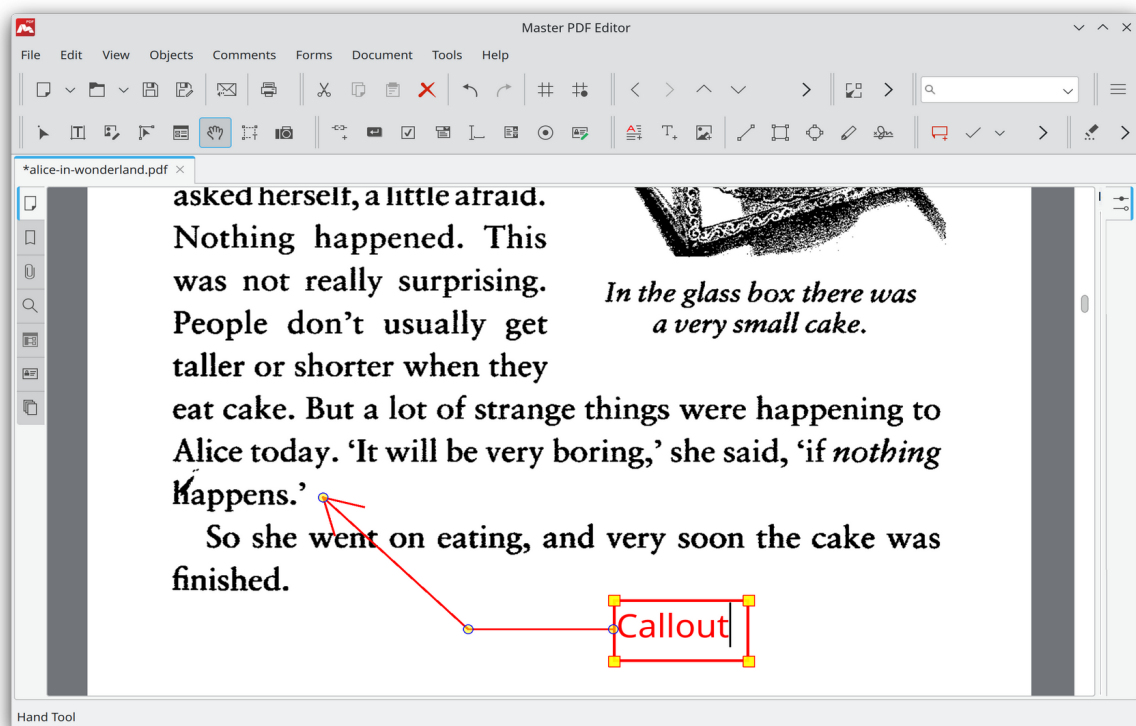 Master PDF Editor
File Edit View Objects Comments Forms Document Tools Help
*alice-in-wonderland.pdf
asked herself, a little afraid.
Nothing happened. This
was not really surprising.
People don't usually get
taller or shorter when they
eat cake. But a lot of strange things were happening to
Alice today. ‘It will be very boring,’ she said, ‘if nothing
happens.’
So she went on eating, and very soon the cake was
finished.
In the glass box there was
a very small cake.
Callout
Hand Tool